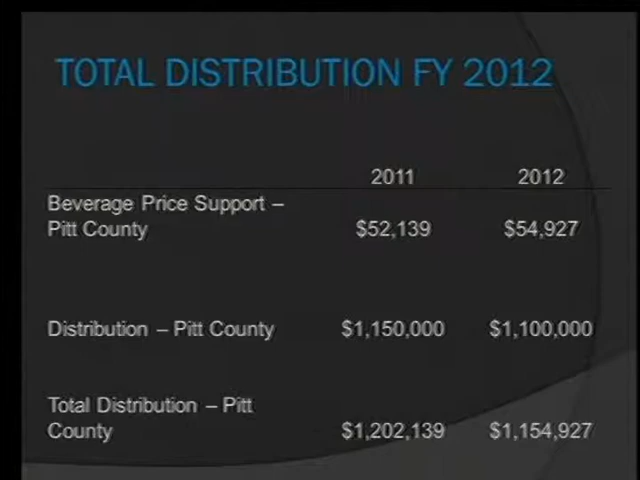 TOTAL DISTRIBUTION FY 2012
2011 2012
Beverage Price Support –
Pitt County $52,139 $54,927
Distribution – Pitt County $1,150,000 $1,100,000
Total Distribution – Pitt
County $1,202,139 $1,154,927